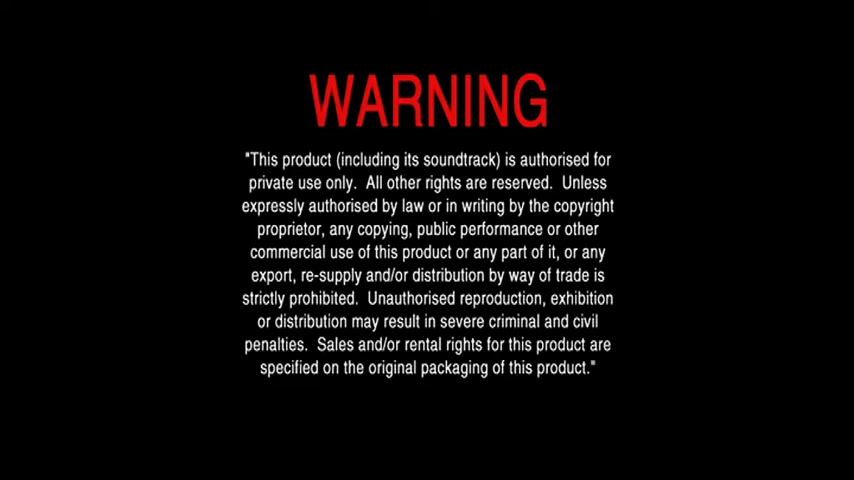 WARNING
"This product (including its soundtrack) is authorised for
private use only.  All other rights are reserved.  Unless
expressly authorised by law or in writing by the copyright
proprietor, any copying, public performance or other
commercial use of this product or any part of it, or any
export, re-supply and/or distribution by way of trade is
strictly prohibited.  Unauthorised reproduction, exhibition
or distribution may result in severe criminal and civil
penalties.  Sales and/or rental rights for this product are
specified on the original packaging of this product."